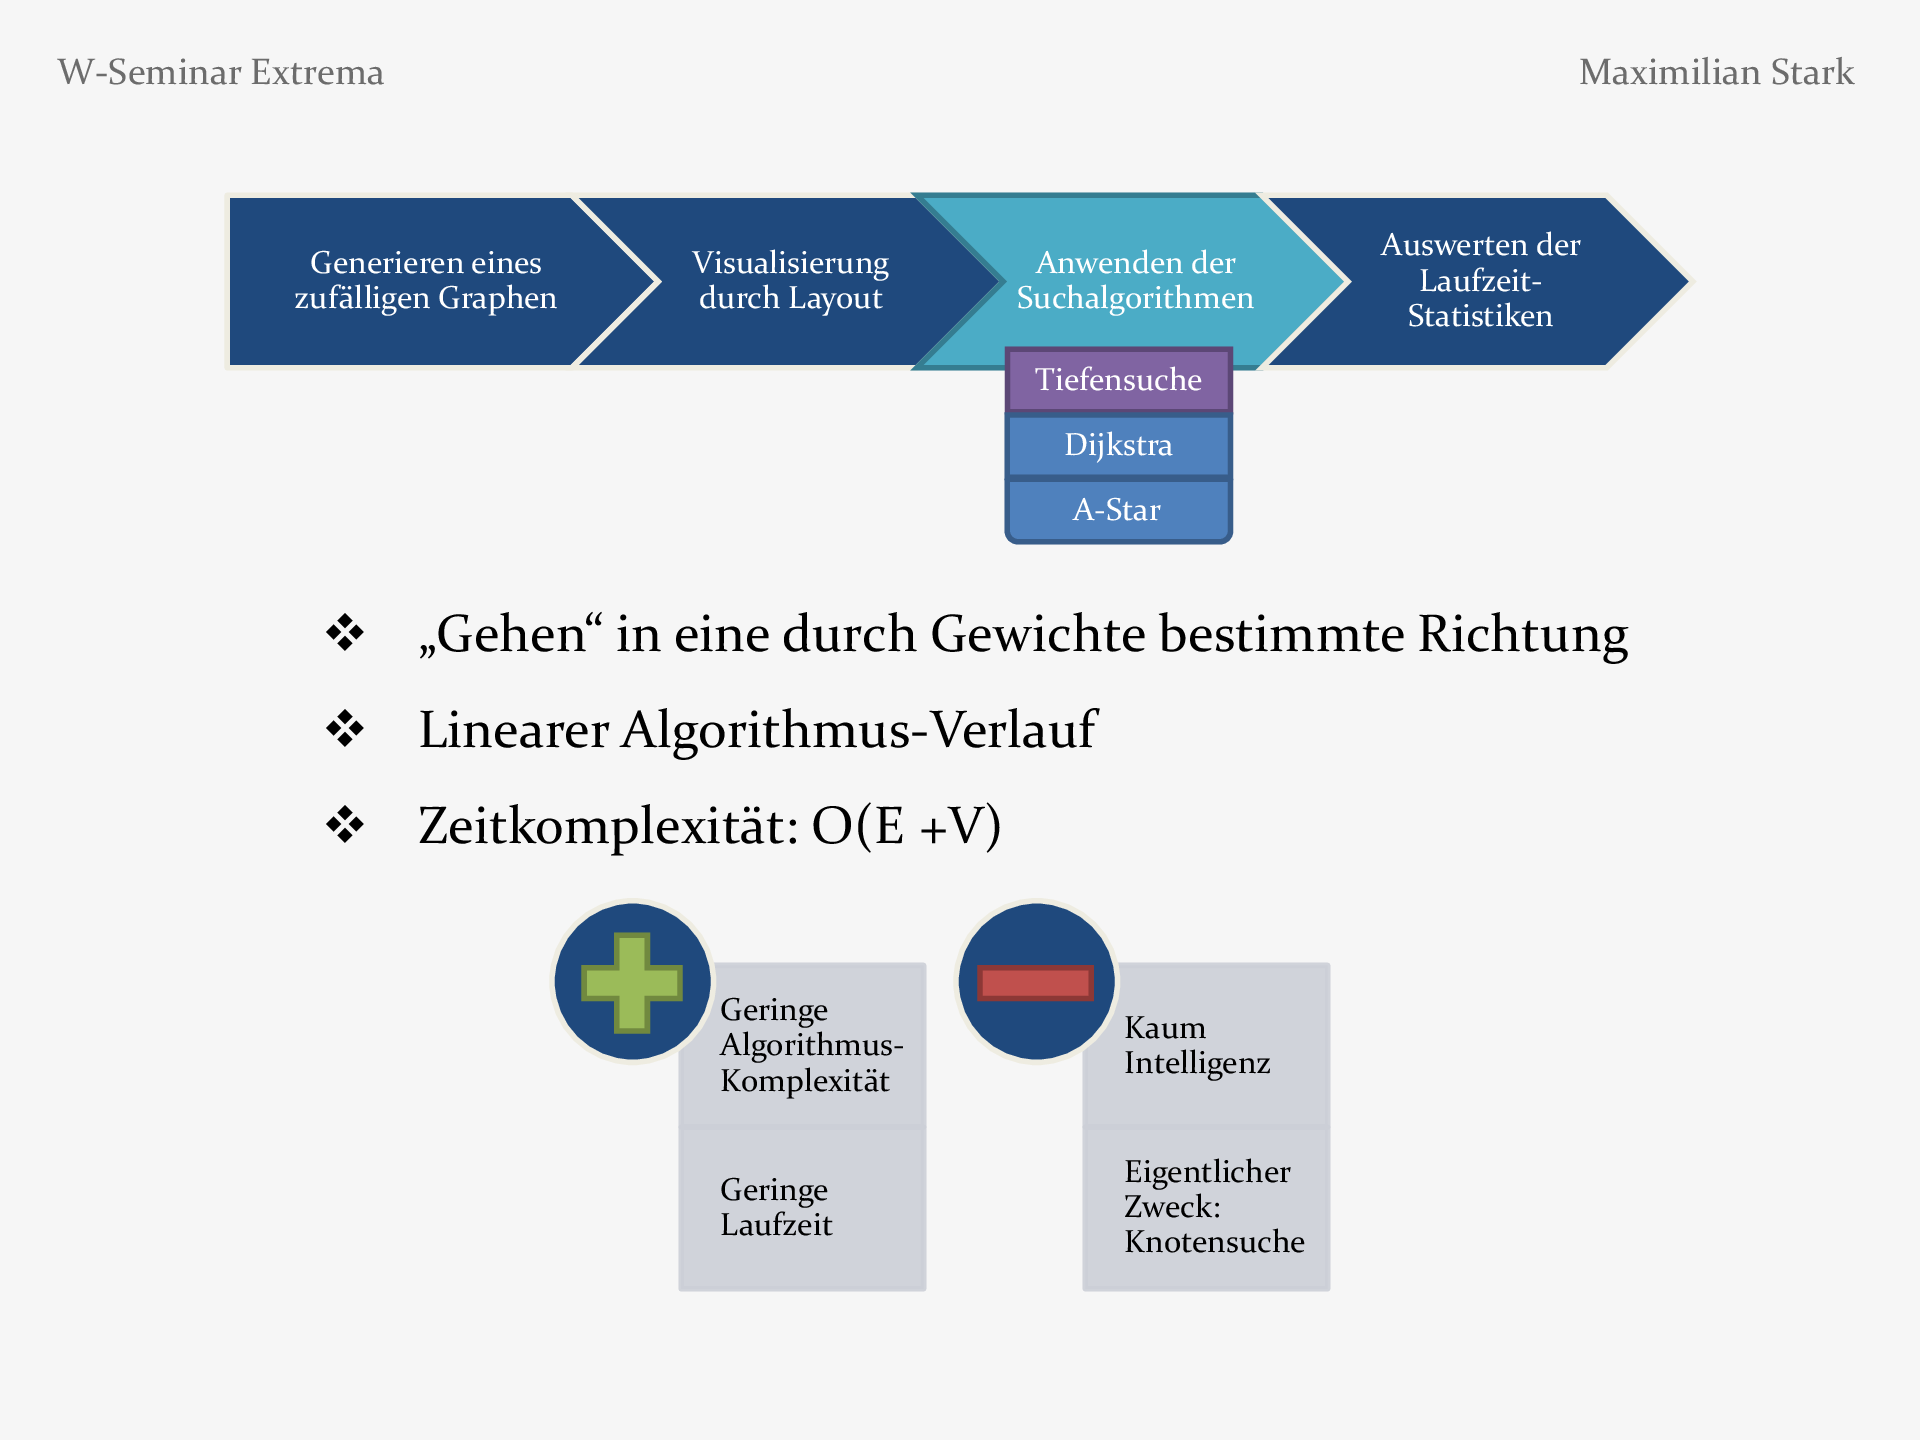 W-Seminar Extrema
Maximilian Stark
Generieren eines
zufälligen Graphen
Visualisierung
durch Layout
Anwenden der
Suchalgorithmen
Auswerten der
Laufzeit-
Statistiken
Tiefensuche
Dijkstra
A-Star
„Gehen“ in eine durch Gewichte bestimmte Richtung
Linearer Algorithmus-Verlauf
Zeitkomplexität: O(E +V)
Geringe
Algorithmus-
Komplexität
Geringe
Laufzeit
Kaum
Intelligenz
Eigentlicher
Zweck:
Knotensuche